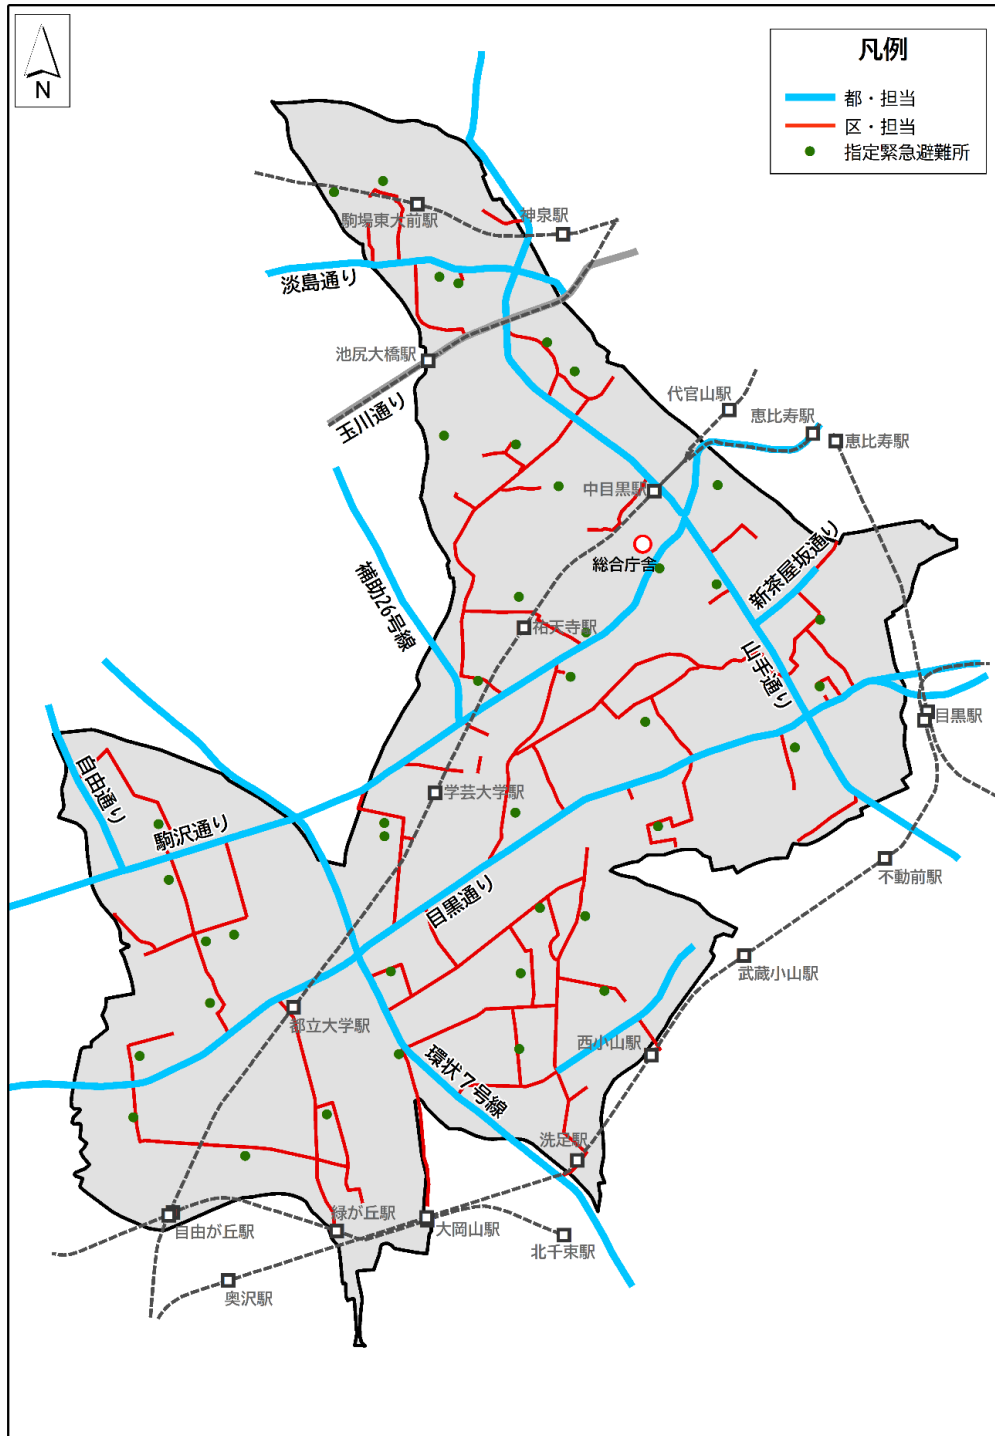 N
凡例
都・担当
区・担当
指定緊急避難所
駒場東大前駅
神泉駅
淡島通り
池尻大橋駅
玉川通り
代官山駅
恵比寿駅
恵比寿駅
中目黒駅
総合庁舎
新茶屋坂通り
補助26号線
祐天寺駅
山手通り
目黒駅
自由通り
駒沢通り
学芸大学駅
不動前駅
目黒通り
武蔵小山駅
都立大学駅
西小山駅
環状7号線
洗足駅
自由が丘駅
緑が丘駅
大岡山駅
北千束駅
奥沢駅